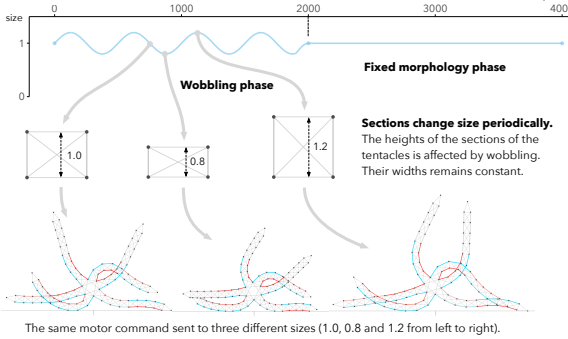 0 1000 2000 3000 4000
size
1
0
Wobbling phase
Fixed morphology phase
1.0
0.8
1.2
Sections change size periodically.
The heights of the sections of the
tentacles is affected by wobbling.
Their widths remains constant.
The same motor command sent to three different sizes (1.0, 0.8 and 1.2 from left to right).